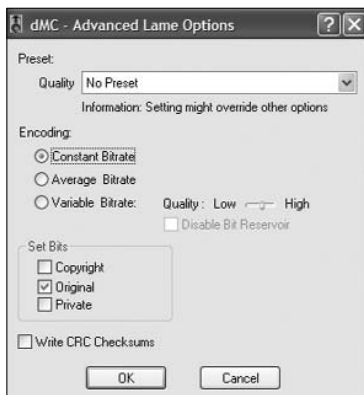 dMC - Advanced Lame Options
Preset:
Quality No Preset
Information: Setting might override other options
Encoding:
Constant Bitrate
Average Bitrate
Variable Bitrate: Quality: Low High
Disable Bit Reservoir
Set Bits
Copyright
Original
Private
Write CRC Checksums
OK Cancel